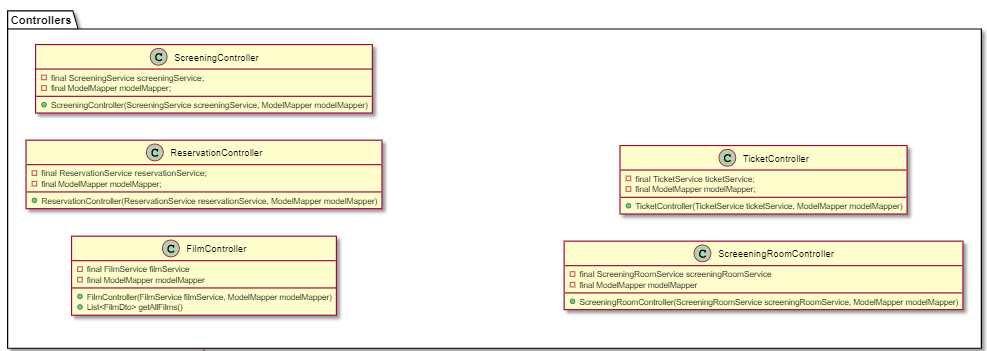 Controllers
C ScreeningController
final ScreeningService screeningService;
final ModelMapper modelMapper;
ScreeningController(ScreeningService screeningService, ModelMapper modelMapper)
C ReservationController
final ReservationService reservationService;
final ModelMapper modelMapper;
ReservationController(ReservationService reservationService, ModelMapper modelMapper)
C TicketController
final TicketService ticketService;
final ModelMapper modelMapper;
TicketController(TicketService ticketService, ModelMapper modelMapper)
C FilmController
final FilmService filmService
final ModelMapper modelMapper
FilmController(FilmService filmService, ModelMapper modelMapper)
List<FilmDto> getAllFilms()
C ScreeeningRoomController
final ScreeningRoomService screeningRoomService
final ModelMapper modelMapper
ScreeningRoomController(ScreeningRoomService screeningRoomService, ModelMapper modelMapper)